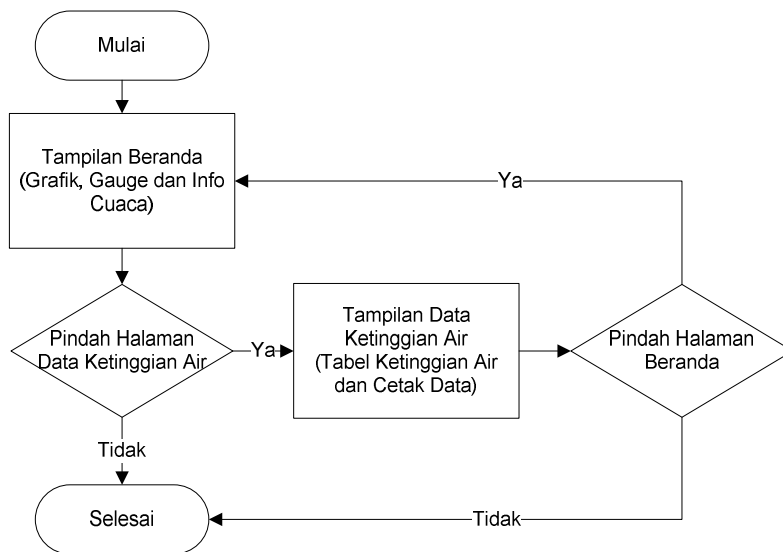 Mulai
Tampilan Beranda
(Grafik, Gauge dan Info
Cuaca)
Ya
Pindah Halaman
Data Ketinggian Air
Ya
Tampilan Data
Ketinggian Air
(Tabel Ketinggian Air
dan Cetak Data)
Pindah Halaman
Beranda
Tidak
Selesai
Tidak